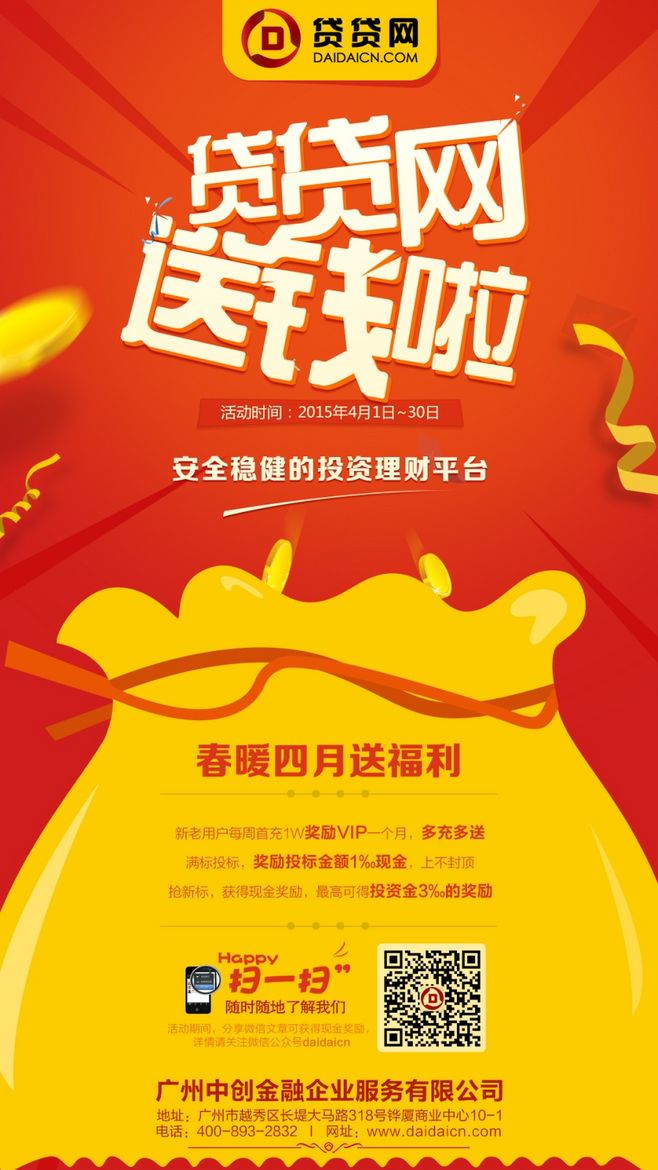 贷贷网
DAIDAICN.COM
贷贷网
送钱啦
活动时间：2015年4月1日~30日
安全稳健的投资理财平台
春暖四月送福利
新老用户每周首充1W奖励VIP一个月，多充多送
满标投标，奖励投标金额1‰现金，上不封顶
抢新标，获得现金奖励，最高可得投资金3‰的奖励
Happy
扫一扫”
随时随地了解我们
活动期间，分享微信文章可获得现金奖励，
详情请关注微信公众号daidaicn
广州中创金融企业服务有限公司
地址：广州市越秀区长堤大马路318号铧厦商业中心10-1
电话：400-893-2832 | 网址：www.daidaicn.com